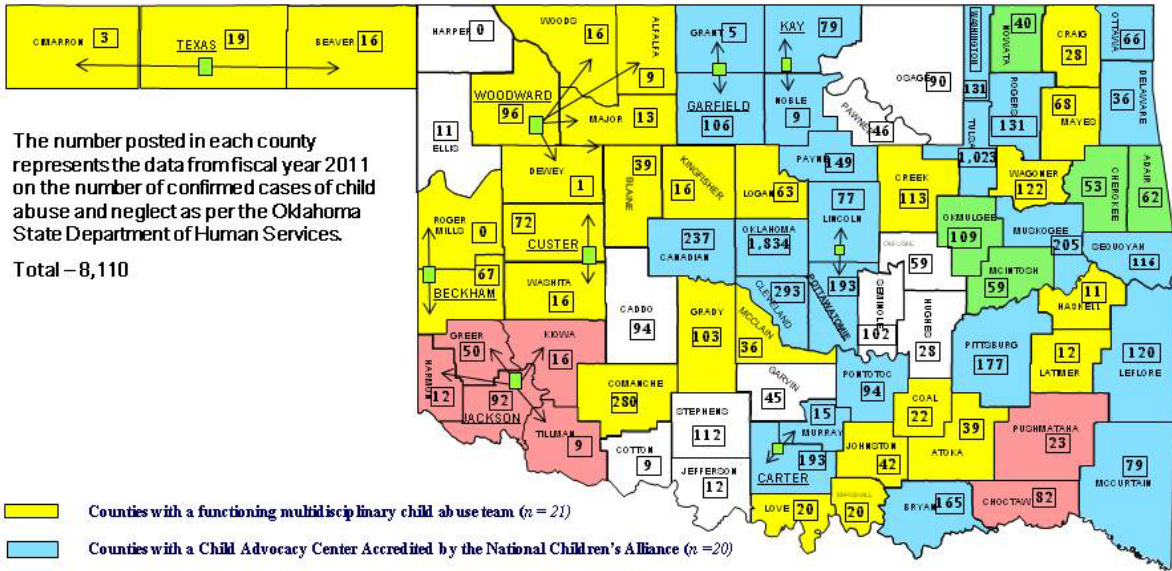 CIMARRON 3
TEXAS 19
BEAVER 16
HARPER 0
WOODS 16
ALFALFA 9
GRANT 5
KAY 79
OSAGE 90
WASHINGTON 131
NOWATA 40
CRAIG 28
OTTAWA 66
DELAWARE 36
WOODWARD 96
MAJOR 13
GARFIELD 106
NOBLE 9
PAWNEE 46
TULSA 1,023
ROGERS 131
MAYES 68
The number posted in each county
represents the data from fiscal year 2011
on the number of confirmed cases of child
abuse and neglect as per the Oklahoma
State Department of Human Services.
Total – 8,110
11 ELLIS
DEWEY 1
BLAINE 39
KINGFISHER 16
LOGAN 63
PAYNE 149
LINCOLN 77
CREEK 113
WAGONER 122
CHEROKEE 53
ADAIR 62
ROGER MILLS 0
72 CUSTER
CANADIAN 237
OKLAHOMA 1,834
OKMULGEE 109
MUSKOGEE 205
SEQUOYAH 116
BECKHAM 67
WASHITA 16
CADDO 94
GRADY 103
MCCLAIN 36
CLEVELAND 293
POTTAWATOMIE 193
SEMINOLE 102
59
HUGHES 28
MCINTOSH 59
HASKELL 11
PITTSBURG 177
LATIMER 12
LEFLORE 120
GREER 50
KIOWA 16
HARMON 12
JACKSON 92
TILLMAN 9
COMANCHE 280
STEPHENS 112
GARVIN 45
PONTOTOC 94
COAL 22
MURRAY 15
COTTON 9
JEFFERSON 12
CARTER 193
JOHNSTON 42
ATOKA 39
PUSHMATAHA 23
MCCURTAIN 79
LOVE 20
MARSHALL 20
BRYAN 165
CHOCTAW 82
Counties with a functioning multidisciplinary child abuse team (n = 21)
Counties with a Child Advocacy Center Accredited by the National Children's Alliance (n =20)